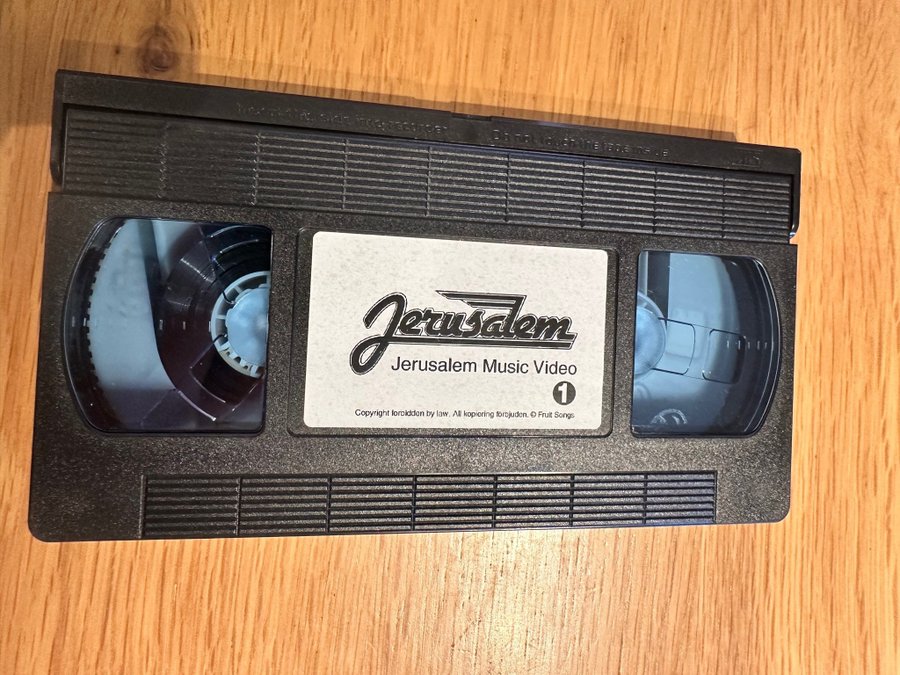 Jerusalem
Jerusalem Music Video
1
Copyright forbidden by law. All kopiering förbjuden. © Fruit Songs